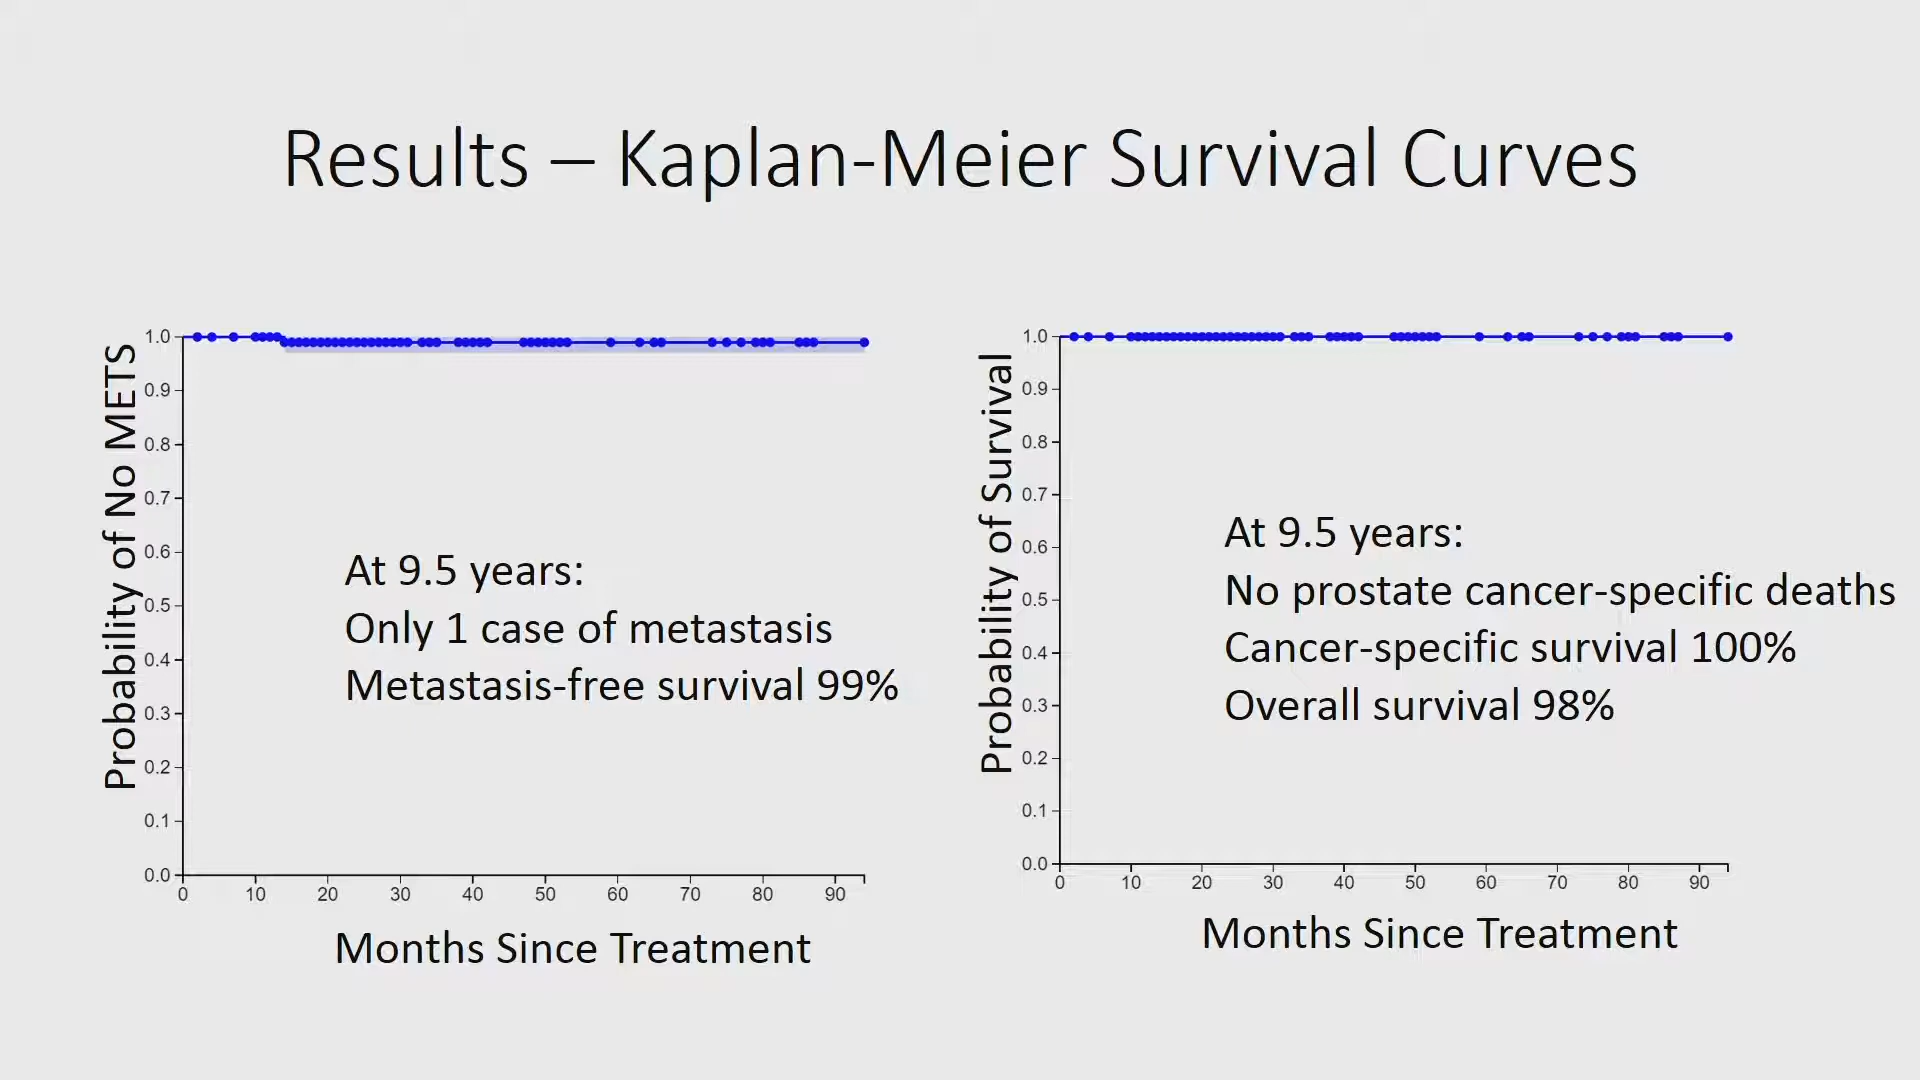 Results – Kaplan-Meier Survival Curves
Probability of No METS
1.0
0.9
0.8
0.7
0.6
0.5
0.4
0.3
0.2
0.1
0.0
0 10 20 30 40 50 60 70 80 90
Months Since Treatment
At 9.5 years:
Only 1 case of metastasis
Metastasis-free survival 99%
Probability of Survival
1.0
0.9
0.8
0.7
0.6
0.5
0.4
0.3
0.2
0.1
0.0
0 10 20 30 40 50 60 70 80 90
Months Since Treatment
At 9.5 years:
No prostate cancer-specific deaths
Cancer-specific survival 100%
Overall survival 98%